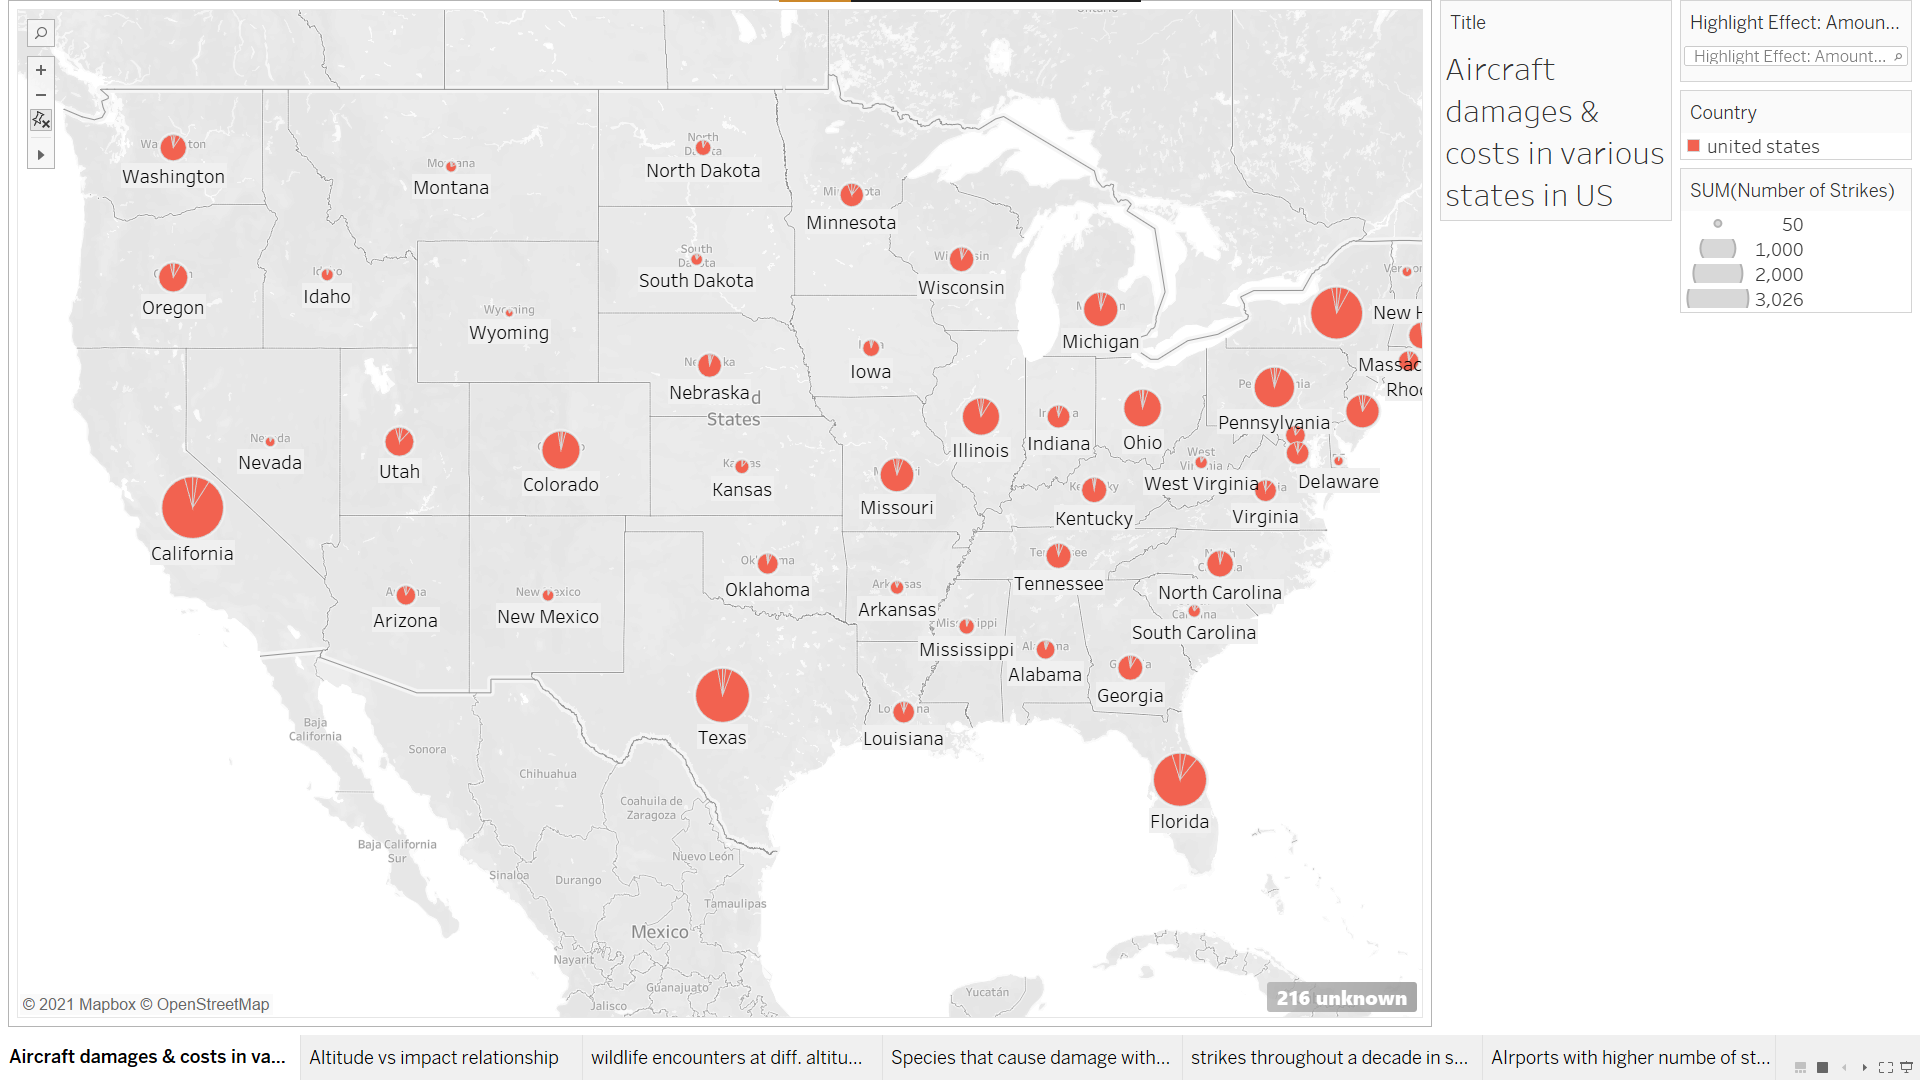 Ontario
Washington
Montana
North Dakota
Minnesota
Oregon
Idaho
South
Dakota
South Dakota
Wisconsin
Wyoming
Michigan
New H
Nebraska
States
Iowa
Massac
Rhod
Pennsylvania
Nevada
Utah
Colorado
Kansas
Missouri
Illinois
Indiana
Ohio
West
West Virginia
Delaware
Virginia
Kentucky
California
Oklahoma
Tennessee
North Carolina
Arizona
New Mexico
Arkansas
South Carolina
Mississippi
Alabama
Georgia
Texas
Louisiana
Florida
Baja
California
Sonora
Chihuahua
Coahuila de
Zaragoza
Baja California
Sur
Nuevo León
Sinaloa
Durango
Tamaulipas
Mexico
Nayarit
Guanajuato
Jalisco
Yucatán
© 2021 Mapbox © OpenStreetMap
216 unknown
Title
Aircraft
damages &
costs in various
states in US
Highlight Effect: Amoun...
Highlight Effect: Amount...
Country
united states
SUM(Number of Strikes)
50
1,000
2,000
3,026
Aircraft damages & costs in va...
Altitude vs impact relationship
wildlife encounters at diff. altitu...
Species that cause damage with...
strikes throughout a decade in s...
AIrports with higher numbe of st...